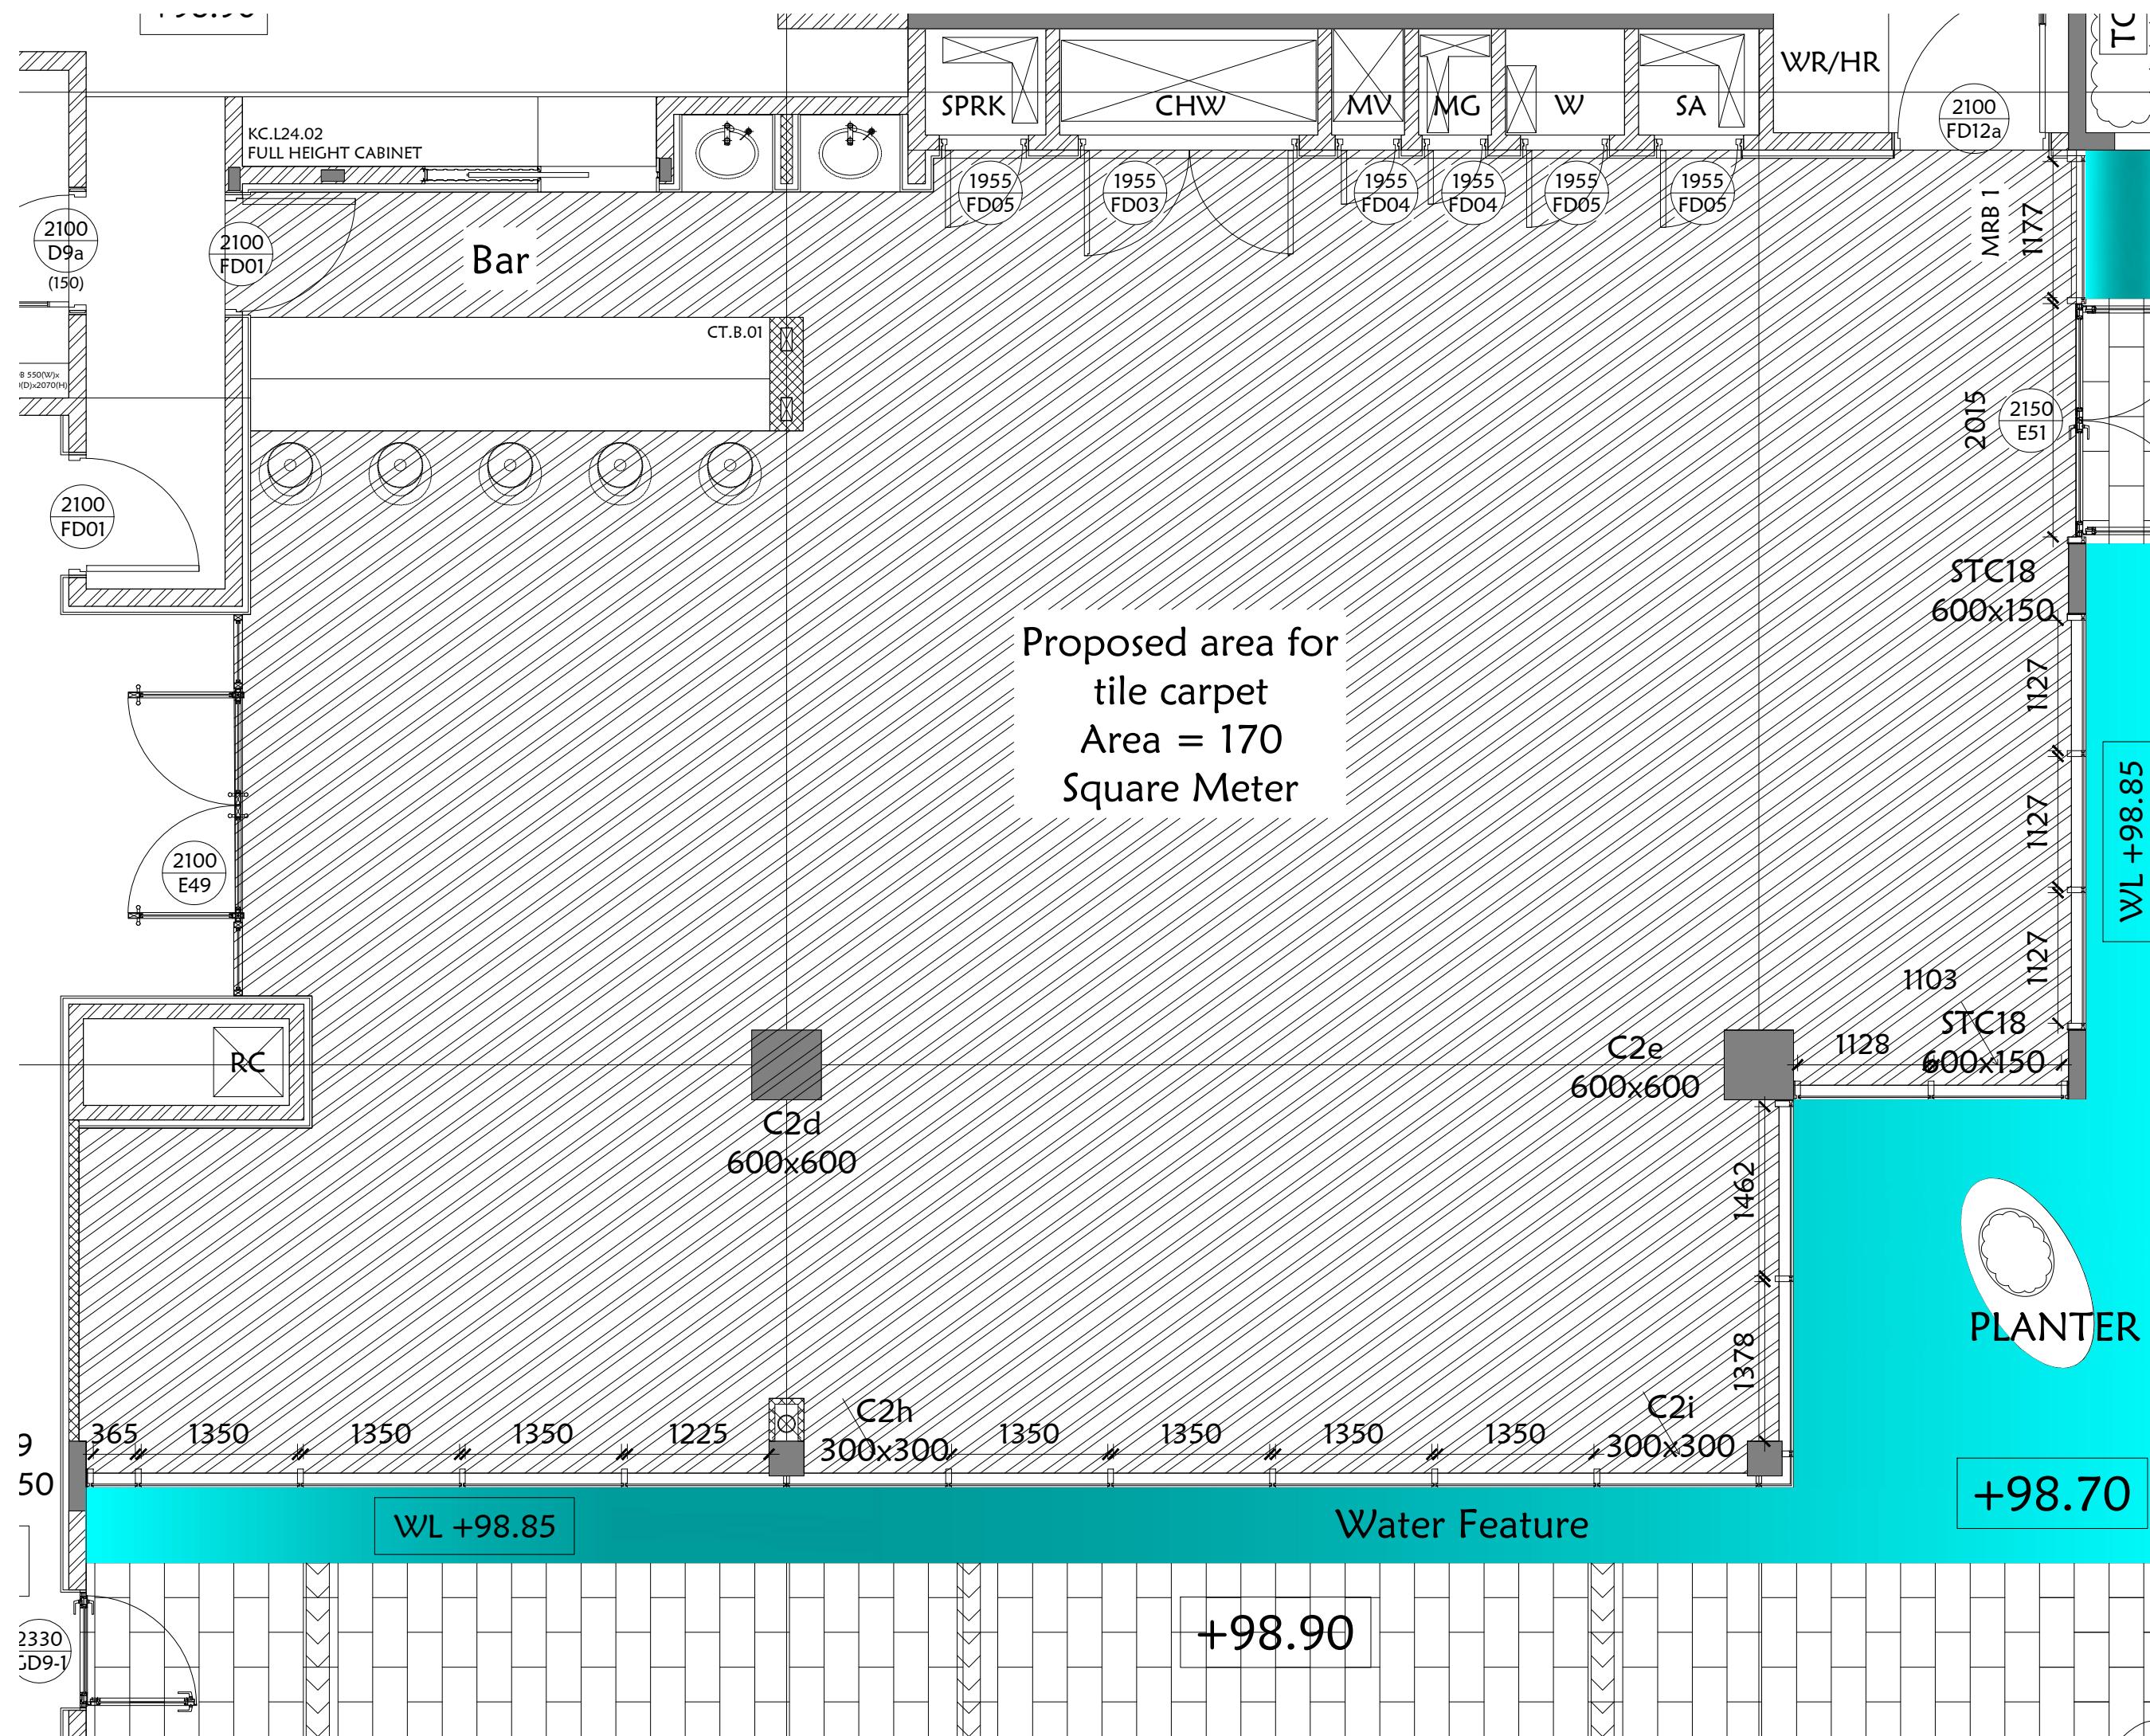 WR/HR
SPRK
CHW
MV
MG
W
SA
2100
FD12a
KC.L24.02
FULL HEIGHT CABINET
1955
FD05
1955
FD03
1955
FD04
1955
FD04
1955
FD05
1955
FD05
MRB 1
1177
2100
D9a
(150)
2100
FD01
Bar
CT.B.01
2015
2150
E51
2100
FD01
STC18
600x150
Proposed area for
tile carpet
Area = 170
Square Meter
1127
1127
1127
WL +98.85
2100
E49
1103
STC18
600x150
1128
RC
C2e
600x600
C2d
600x600
1462
1378
PLANTER
C2h
300x300
C2i
300x300
365
1350
1350
1350
1225
1350
1350
1350
1350
WL +98.85
Water Feature
+98.70
+98.90
2330
GD9-1